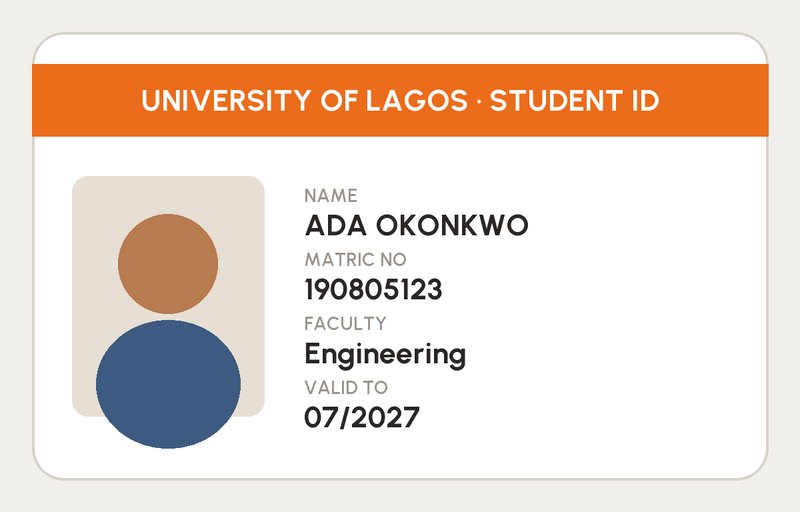 UNIVERSITY OF LAGOS · STUDENT ID
NAME
ADA OKONKWO
MATRIC NO
190805123
FACULTY
Engineering
VALID TO
07/2027